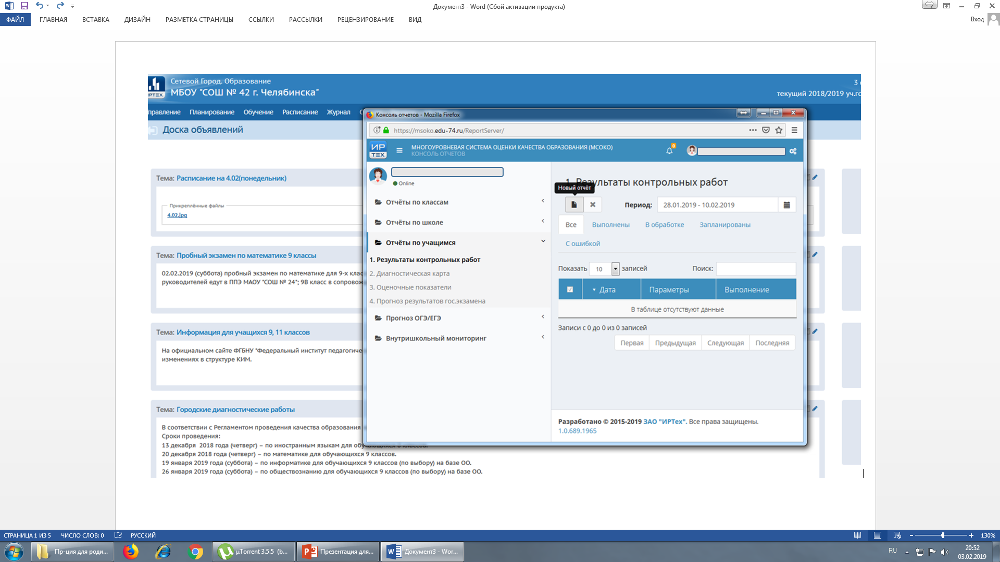 Документ3 - Word (Сбой активации продукта)
ФАЙЛ ГЛАВНАЯ ВСТАВКА ДИЗАЙН РАЗМЕТКА СТРАНИЦЫ ССЫЛКИ РАССЫЛКИ РЕЦЕНЗИРОВАНИЕ ВИД
Вход
Сетевой Город. Образование
МБОУ "СОШ № 42 г. Челябинска"
3
текущий 2018/2019 уч.го
правление Планирование Обучение Расписание Журнал
Доска объявлений
Тема: Расписание на 4.02(понедельник)
Прикреплённые файлы
4.02.jpg
Тема: Пробный экзамен по математике 9 классы
02.02.2019 (суббота) пробный экзамен по математике для 9-х клас
руководителей едут в ППЭ МАОУ "СОШ № 24"; 9В класс в сопровож
Тема: Информация для учащихся 9, 11 классов
На официальном сайте ФГБНУ "Федеральный институт педагогиче
изменениях в структуре КИМ.
Тема: Городские диагностические работы
В соответствии с Регламентом проведения качества образования
Сроки проведения:
13 декабря 2018 года (четверг) – по иностранным языкам для обучающихся 8 классов.
20 декабря 2018 года (четверг) – по математике для обучающихся 9 классов.
19 января 2019 года (суббота) – по информатике для обучающихся 9 классов (по выбору) на базе ОО.
26 января 2019 года (суббота) – по обществознанию для обучающихся 9 классов (по выбору) на базе ОО.
Консоль отчетов - Mozilla Firefox
https://msoko.edu-74.ru/ReportServer/
ИР
ТЕХ
МНОГОУРОВНЕВАЯ СИСТЕМА ОЦЕНКИ КАЧЕСТВА ОБРАЗОВАНИЯ (МСОКО)
КОНСОЛЬ ОТЧЕТОВ
0
Online
Отчёты по классам
Отчёты по школе
Отчёты по учащимся
1. Результаты контрольных работ
2. Диагностическая карта
3. Оценочные показатели
4. Прогноз результатов гос.экзамена
Прогноз ОГЭ/ЕГЭ
Внутришкольный мониторинг
1. Результаты контрольных работ
Новый отчёт
Период: 28.01.2019 - 10.02.2019
Все Выполнены В обработке Запланированы
С ошибкой
Показать 10 записей Поиск:
Дата Параметры Выполнение
В таблице отсутствуют данные
Записи с 0 до 0 из 0 записей
Первая Предыдущая Следующая Последняя
Разработано © 2015-2019 ЗАО "ИРТех". Все права защищены.
1.0.689.1965
СТРАНИЦА 1 ИЗ 5 ЧИСЛО СЛОВ: 0 РУССКИЙ 130%
Пр-ция для роди... µTorrent 3.5.5 (b... Презентация для... Документ3 - Wor...
RU
20:52
03.02.2019